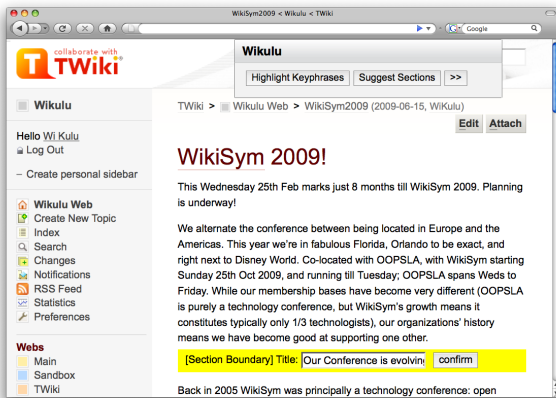 WikiSym2009 < Wikulu < TWiki
Google
collaborate with
TWiki
Wikulu
Highlight Keyphrases Suggest Sections >>
Wikulu
TWiki > Wikulu Web > WikiSym2009 (2009-06-15, WiKulu)
Edit Attach
Hello Wi Kulu
Log Out
– Create personal sidebar
Wikulu Web
Create New Topic
Index
Search
Changes
Notifications
RSS Feed
Statistics
Preferences
Webs
Main
Sandbox
TWiki
WikiSym 2009!
This Wednesday 25th Feb marks just 8 months till WikiSym 2009. Planning
is underway!
We alternate the conference between being located in Europe and the
Americas. This year we're in fabulous Florida, Orlando to be exact, and
right next to Disney World. Co-located with OOPSLA, with WikiSym starting
Sunday 25th Oct 2009, and running till Tuesday; OOPSLA spans Weds to
Friday. While our membership bases have become very different (OOPSLA
is purely a technology conference, but WikiSym's growth means it
constitutes typically only 1/3 technologists), our organizations' history
means we have become good at supporting one other.
[Section Boundary] Title: Our Conference is evolving confirm
Back in 2005 WikiSym was principally a technology conference: open